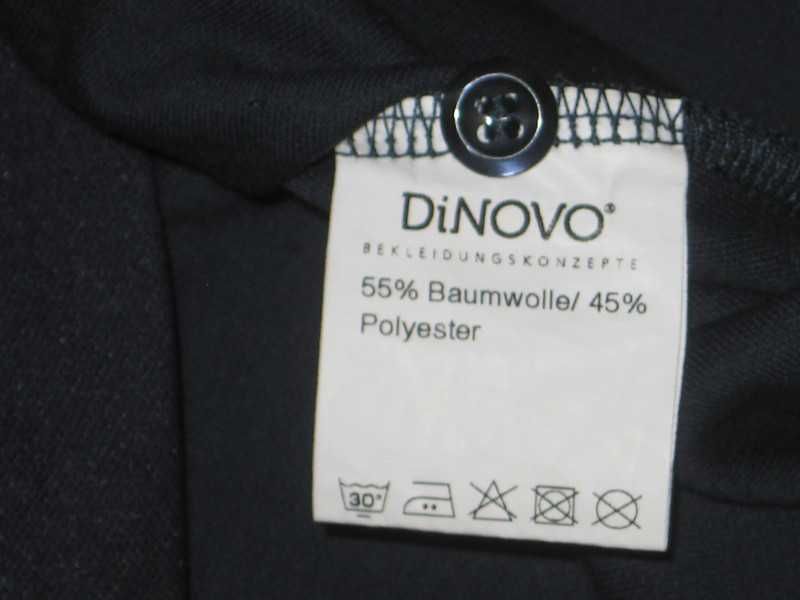 DiNOVO®
BEKLEIDUNGSKONZEPTE
55% Baumwolle/ 45%
Polyester
30°